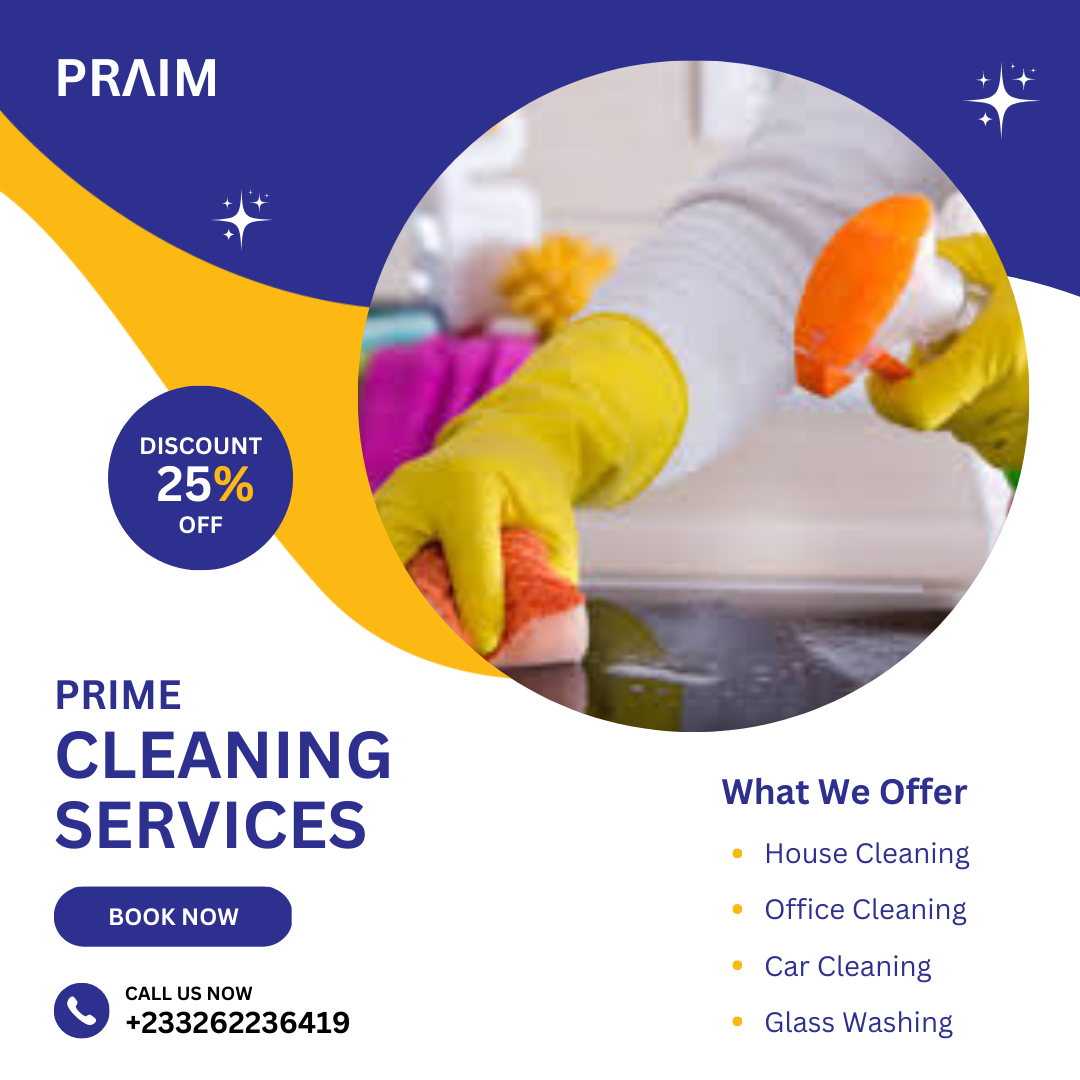 PRAIM
DISCOUNT
25%
OFF
PRIME
CLEANING
SERVICES
BOOK NOW
CALL US NOW
+233262236419
What We Offer
• House Cleaning
• Office Cleaning
• Car Cleaning
• Glass Washing